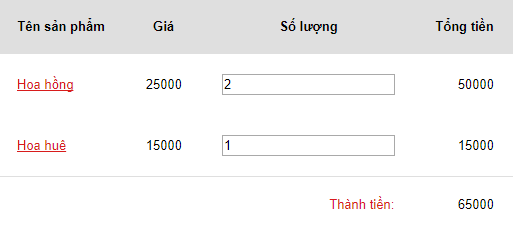 Tên sản phẩm Giá Số lượng Tổng tiền
Hoa hồng 25000 2 50000
Hoa huê 15000 1 15000
Thành tiền: 65000